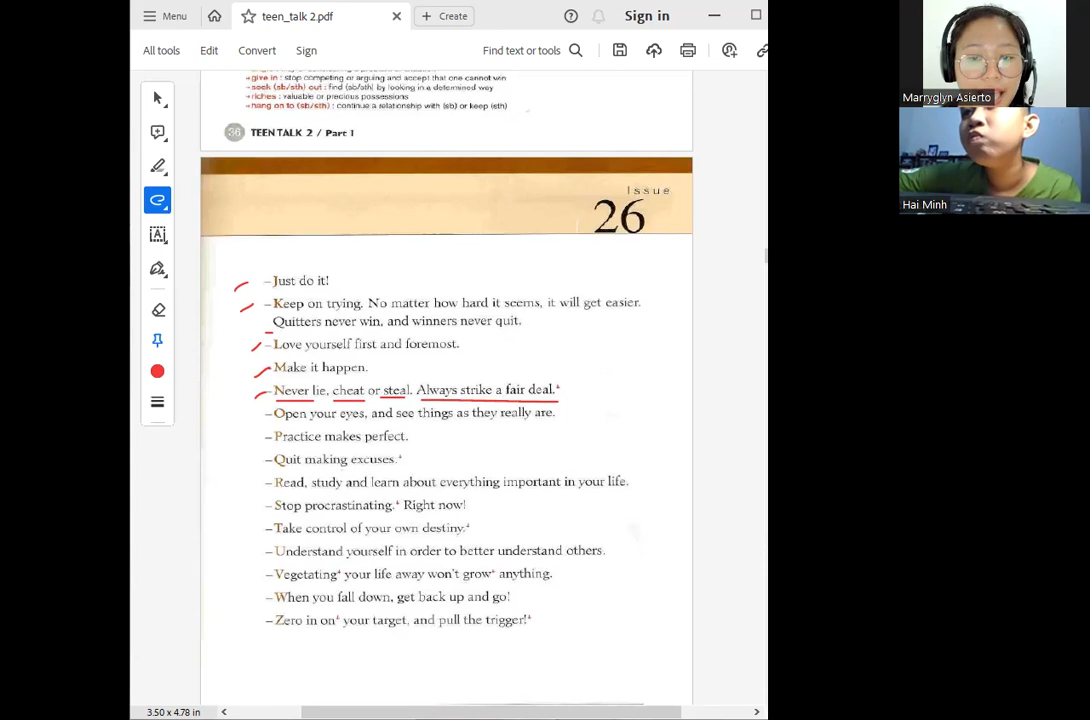 Menu
teen_talk 2.pdf
Create
Sign in
All tools
Edit
Convert
Sign
Find text or tools
give in : stop competing or arguing and accept that one cannot win
seek (sb/sth) out : find (sb/sth) by looking in a determined way
riches : valuable or precious possessions
hang on to (sb/sth) : continue a relationship with (sb) or keep (sth)
36 TEEN TALK 2 / Part 1
Issue
26
– Just do it!
– Keep on trying. No matter how hard it seems, it will get easier.
Quitters never win, and winners never quit.
– Love yourself first and foremost.
– Make it happen.
– Never lie, cheat or steal. Always strike a fair deal.*
– Open your eyes, and see things as they really are.
– Practice makes perfect.
– Quit making excuses.*
– Read, study and learn about everything important in your life.
– Stop procrastinating.* Right now!
– Take control of your own destiny.*
– Understand yourself in order to better understand others.
– Vegetating* your life away won't grow* anything.
– When you fall down, get back up and go!
– Zero in on* your target, and pull the trigger!*
3.50 x 4.78 in
Marryglyn Asierto
Hai Minh